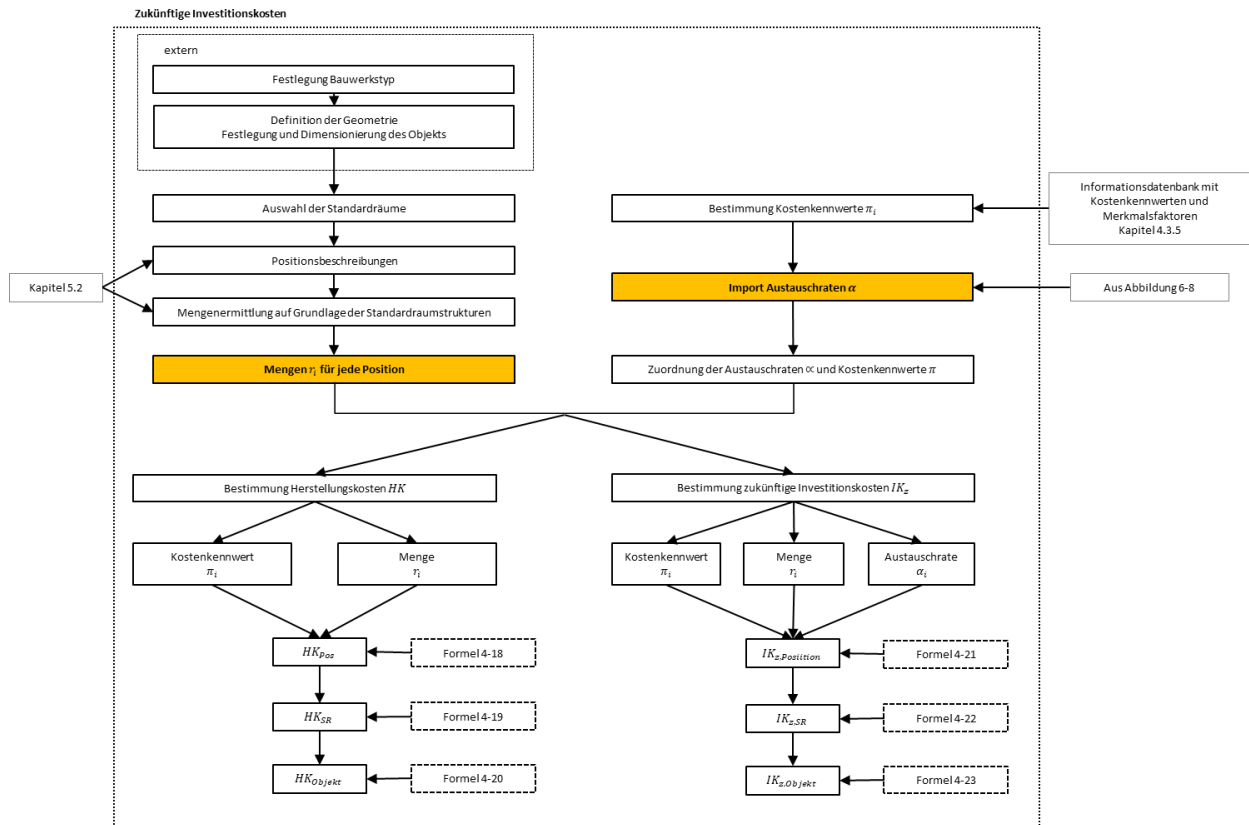 Zukünftige Investitionskosten
extern
Festlegung Bauwerkstyp
Definition der Geometrie
Festlegung und Dimensionierung des Objekts
Auswahl der Standardräume
Positionsbeschreibungen
Kapitel 5.2
Mengenermittlung auf Grundlage der Standardraumstrukturen
Mengen r_i für jede Position
Bestimmung Kostenkennwerte π_i
Informationsdatenbank mit
Kostenkennwerten und
Merkmalsfaktoren
Kapitel 4.3.5
Import Austauschraten α
Aus Abbildung 6-8
Zuordnung der Austauschraten ∝ und Kostenkennwerte π
Bestimmung Herstellungskosten HK
Kostenkennwert
π_i
Menge
r_i
HK_Pos
Formel 4-18
HK_SR
Formel 4-19
HK_Objekt
Formel 4-20
Bestimmung zukünftige Investitionskosten IK_z
Kostenkennwert
π_i
Menge
r_i
Austauschrate
α_i
IK_z,Posiition
Formel 4-21
IK_z,SR
Formel 4-22
IK_z,Objekt
Formel 4-23